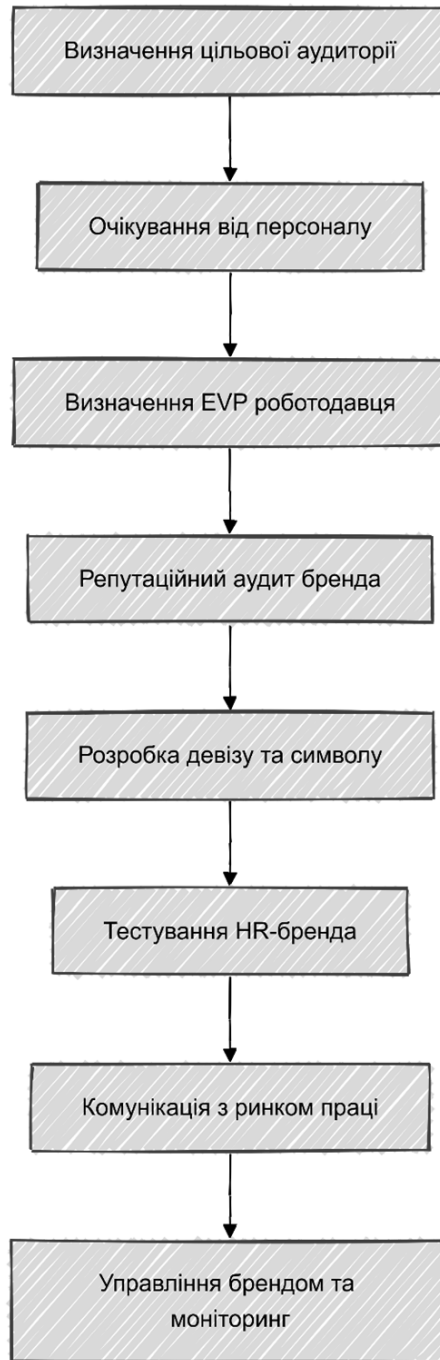 Визначення цільової аудиторії
Очікування від персоналу
Визначення EVP роботодавця
Репутаційний аудит бренда
Розробка девізу та символу
Тестування HR-бренда
Комунікація з ринком праці
Управління брендом та
моніторинг